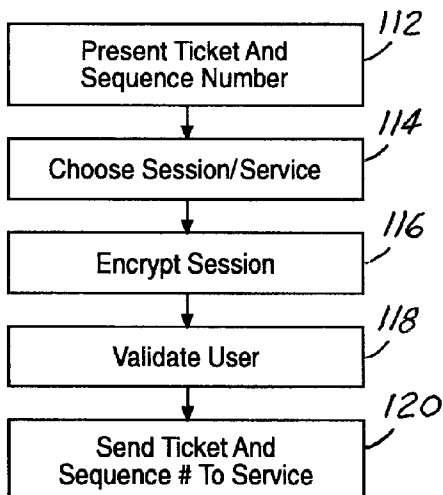 112
Present Ticket And
Sequence Number
114
Choose Session/Service
116
Encrypt Session
118
Validate User
120
Send Ticket And
Sequence # To Service